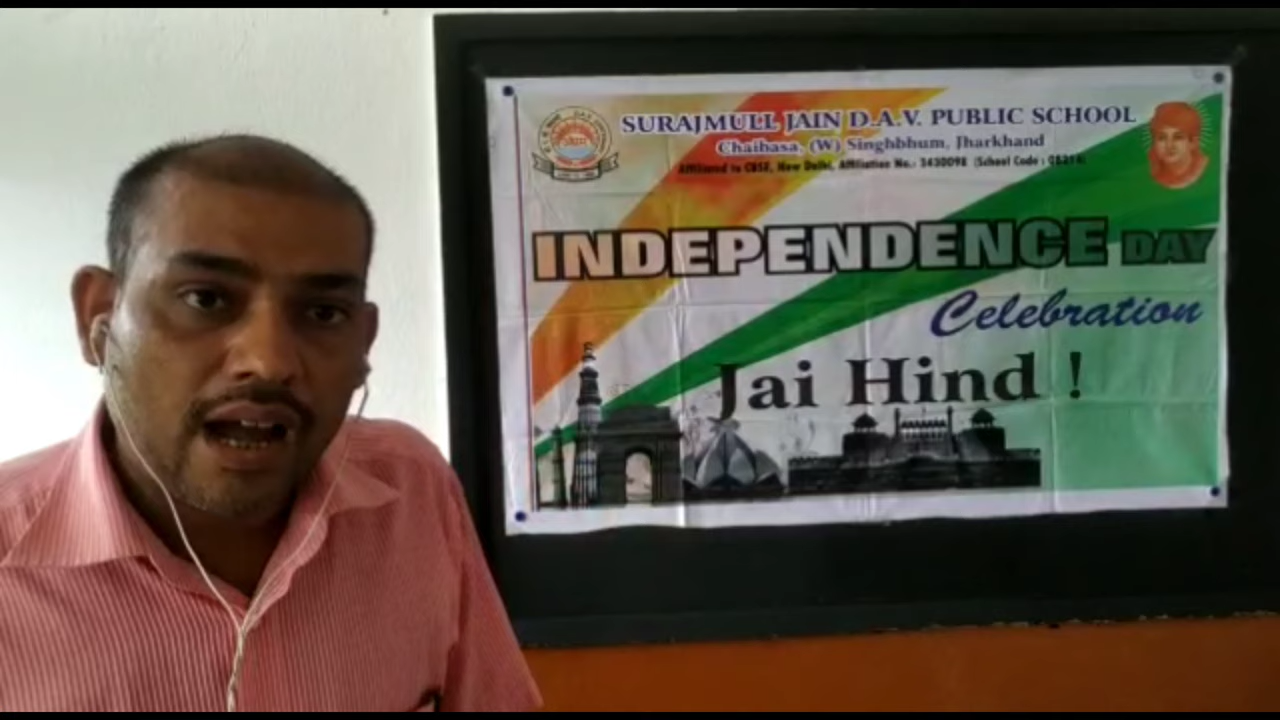 SURAJMULL JAIN D.A.V. PUBLIC SCHOOL
Chaibasa, (W) Singhbhum, Jharkhand
Affiliated to CBSE, New Delhi, Affiliation No.: 3430098 (School Code :
INDEPENDENCE DAY
Celebration
Jai Hind !